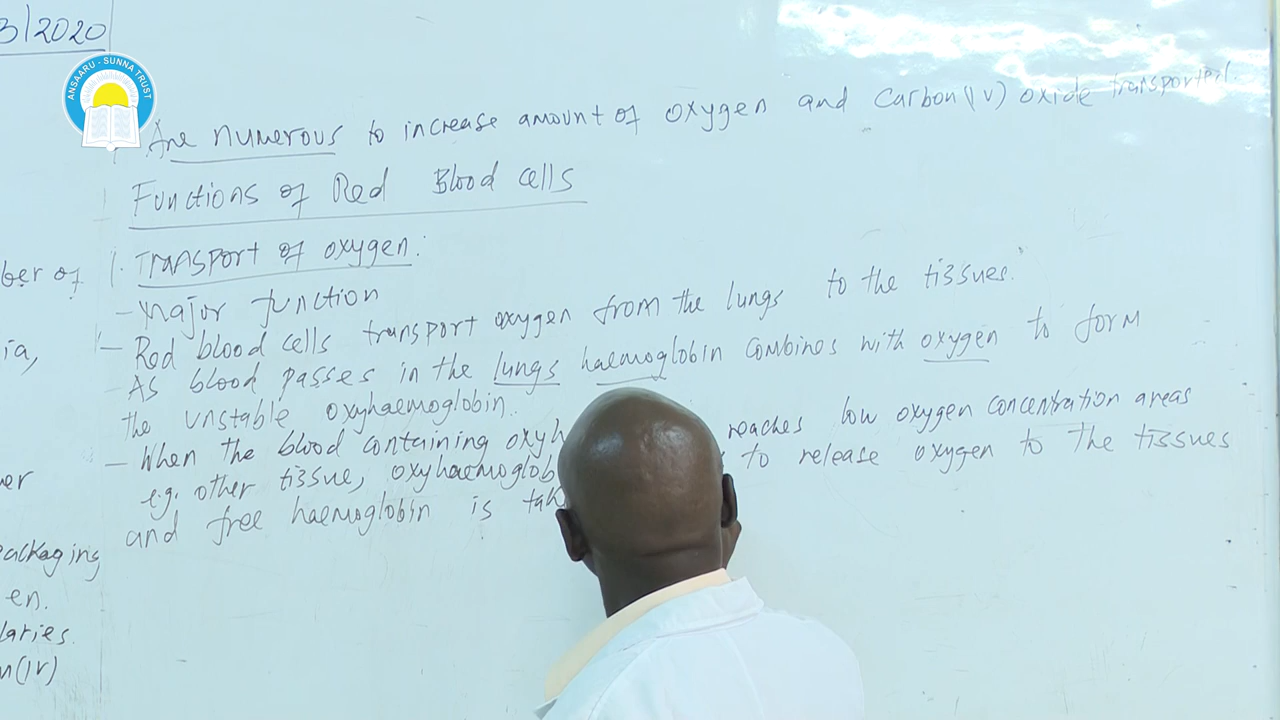 3/2020
ANSAARU - SUNNA TRUST
Are numerous to increase amount of oxygen and Carbon(IV) oxide transported.
Functions of Red Blood cells
1. Transport of oxygen:
- Major function
- Red blood cells transport oxygen from the lungs to the tissues.
- As blood passes in the lungs haemoglobin combines with oxygen to form
the unstable oxyhaemoglobin.
- When the blood containing oxyh reaches low oxygen concentration areas
e.g. other tissue, oxyhaemoglob to release oxygen to the tissues
and free haemoglobin is tak
ber of
ia,
er
packaging
en.
laries.
n(IV)